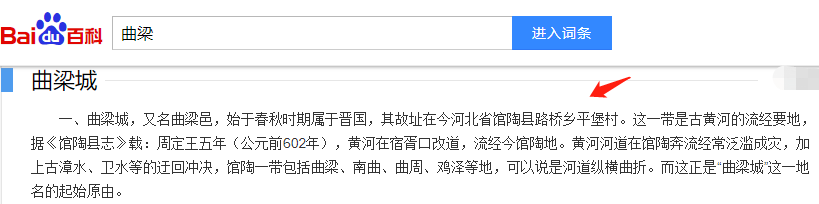 Bai du 百科 曲梁 进入词条
曲梁城
一、曲梁城，又名曲梁邑，始于春秋时期属于晋国，其故址在今河北省馆陶县路桥乡平堡村。这一带是古黄河的流经要地，
据《馆陶县志》载：周定王五年（公元前602年），黄河在宿胥口改道，流经今馆陶地。黄河河道在馆陶奔流经常泛滥成灾，加
上古漳水、卫水等的迂回冲决，馆陶一带包括曲梁、南曲、曲周、鸡泽等地，可以说是河道纵横曲折。而这正是“曲梁城”这一地
名的起始原由。